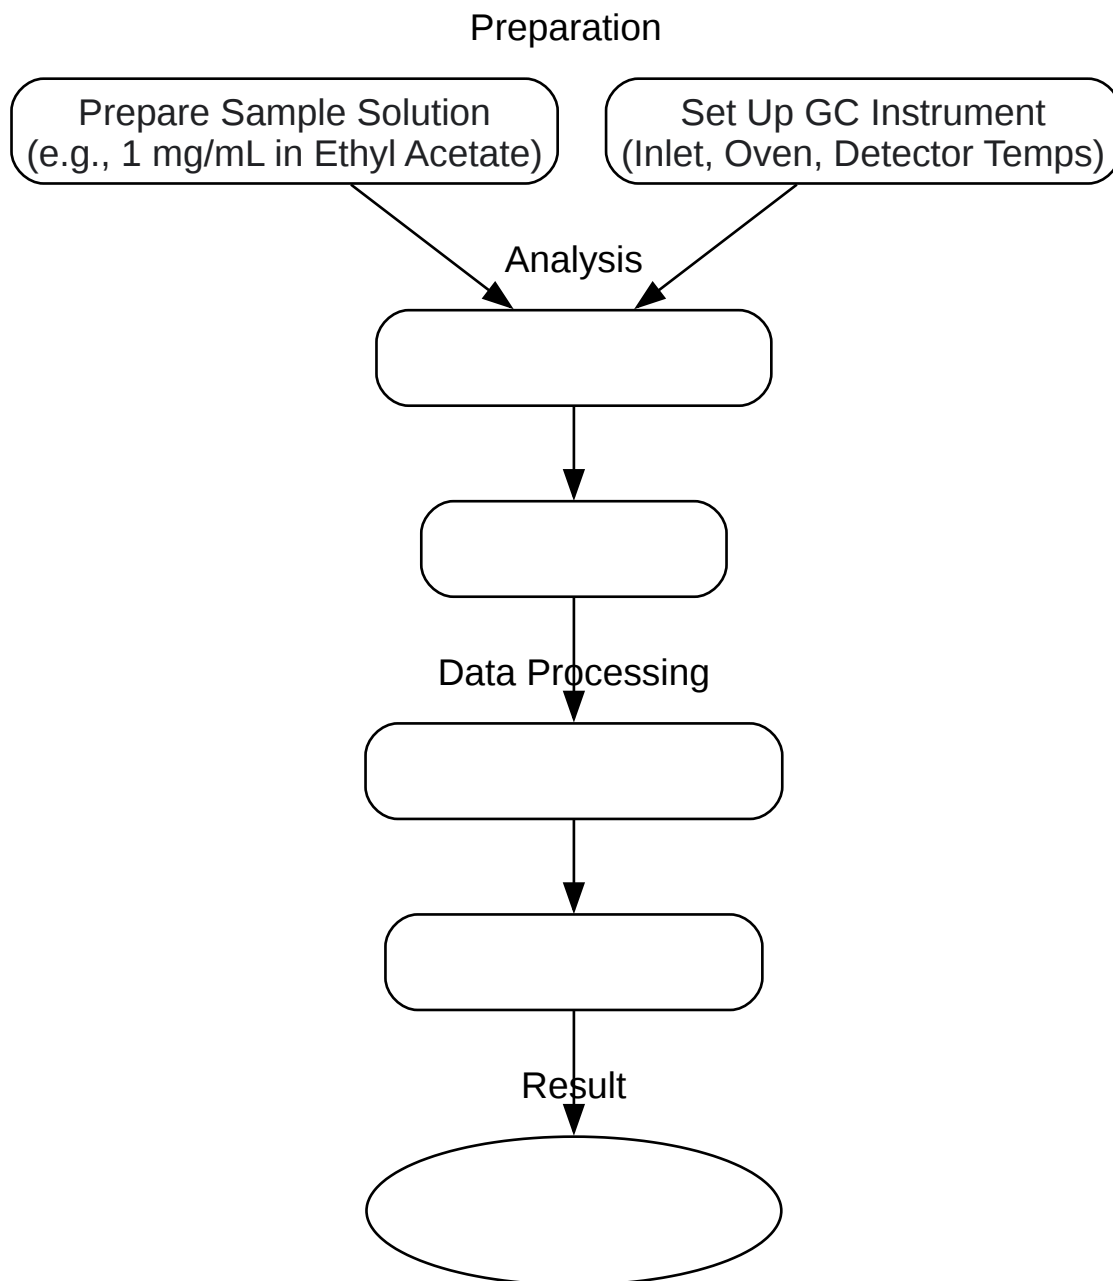 Preparation
Prepare Sample Solution
(e.g., 1 mg/mL in Ethyl Acetate)
Set Up GC Instrument
(Inlet, Oven, Detector Temps)
Analysis
Data Processing
Result